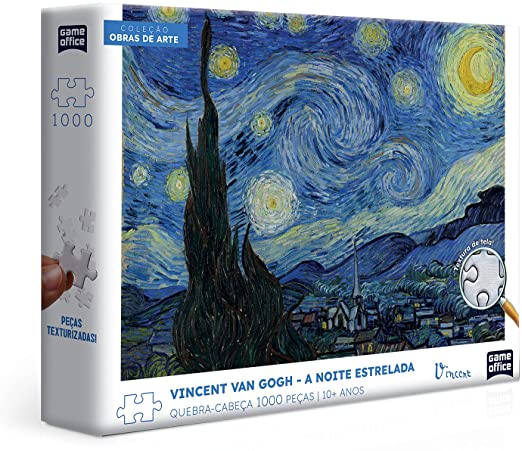 game
office
COLEÇÃO
OBRAS DE ARTE
1000
PEÇAS
TEXTURIZADAS!
Textura de tela!
VINCENT VAN GOGH - A NOITE ESTRELADA
QUEBRA-CABEÇA 1000 PEÇAS | 10+ ANOS
Vincent
game
office